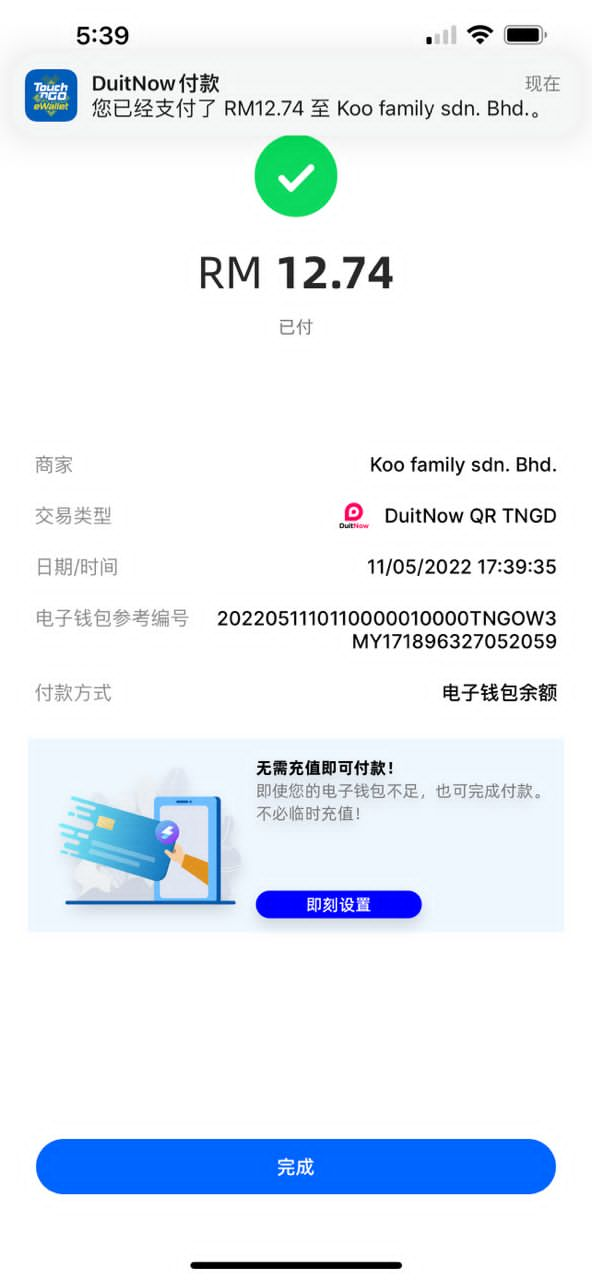 5:39
DuitNow付款
现在
您已经支付了 RM12.74 至 Koo family sdn. Bhd.。
Touch
'nGO
eWallet
RM 12.74
已付
商家
Koo family sdn. Bhd.
交易类型
DuitNow
DuitNow QR TNGD
日期/时间
11/05/2022 17:39:35
电子钱包参考编号
2022051110110000010000TNGOW3
MY171896327052059
付款方式
电子钱包余额
无需充值即可付款！
即使您的电子钱包不足，也可完成付款。
不必临时充值！
即刻设置
完成